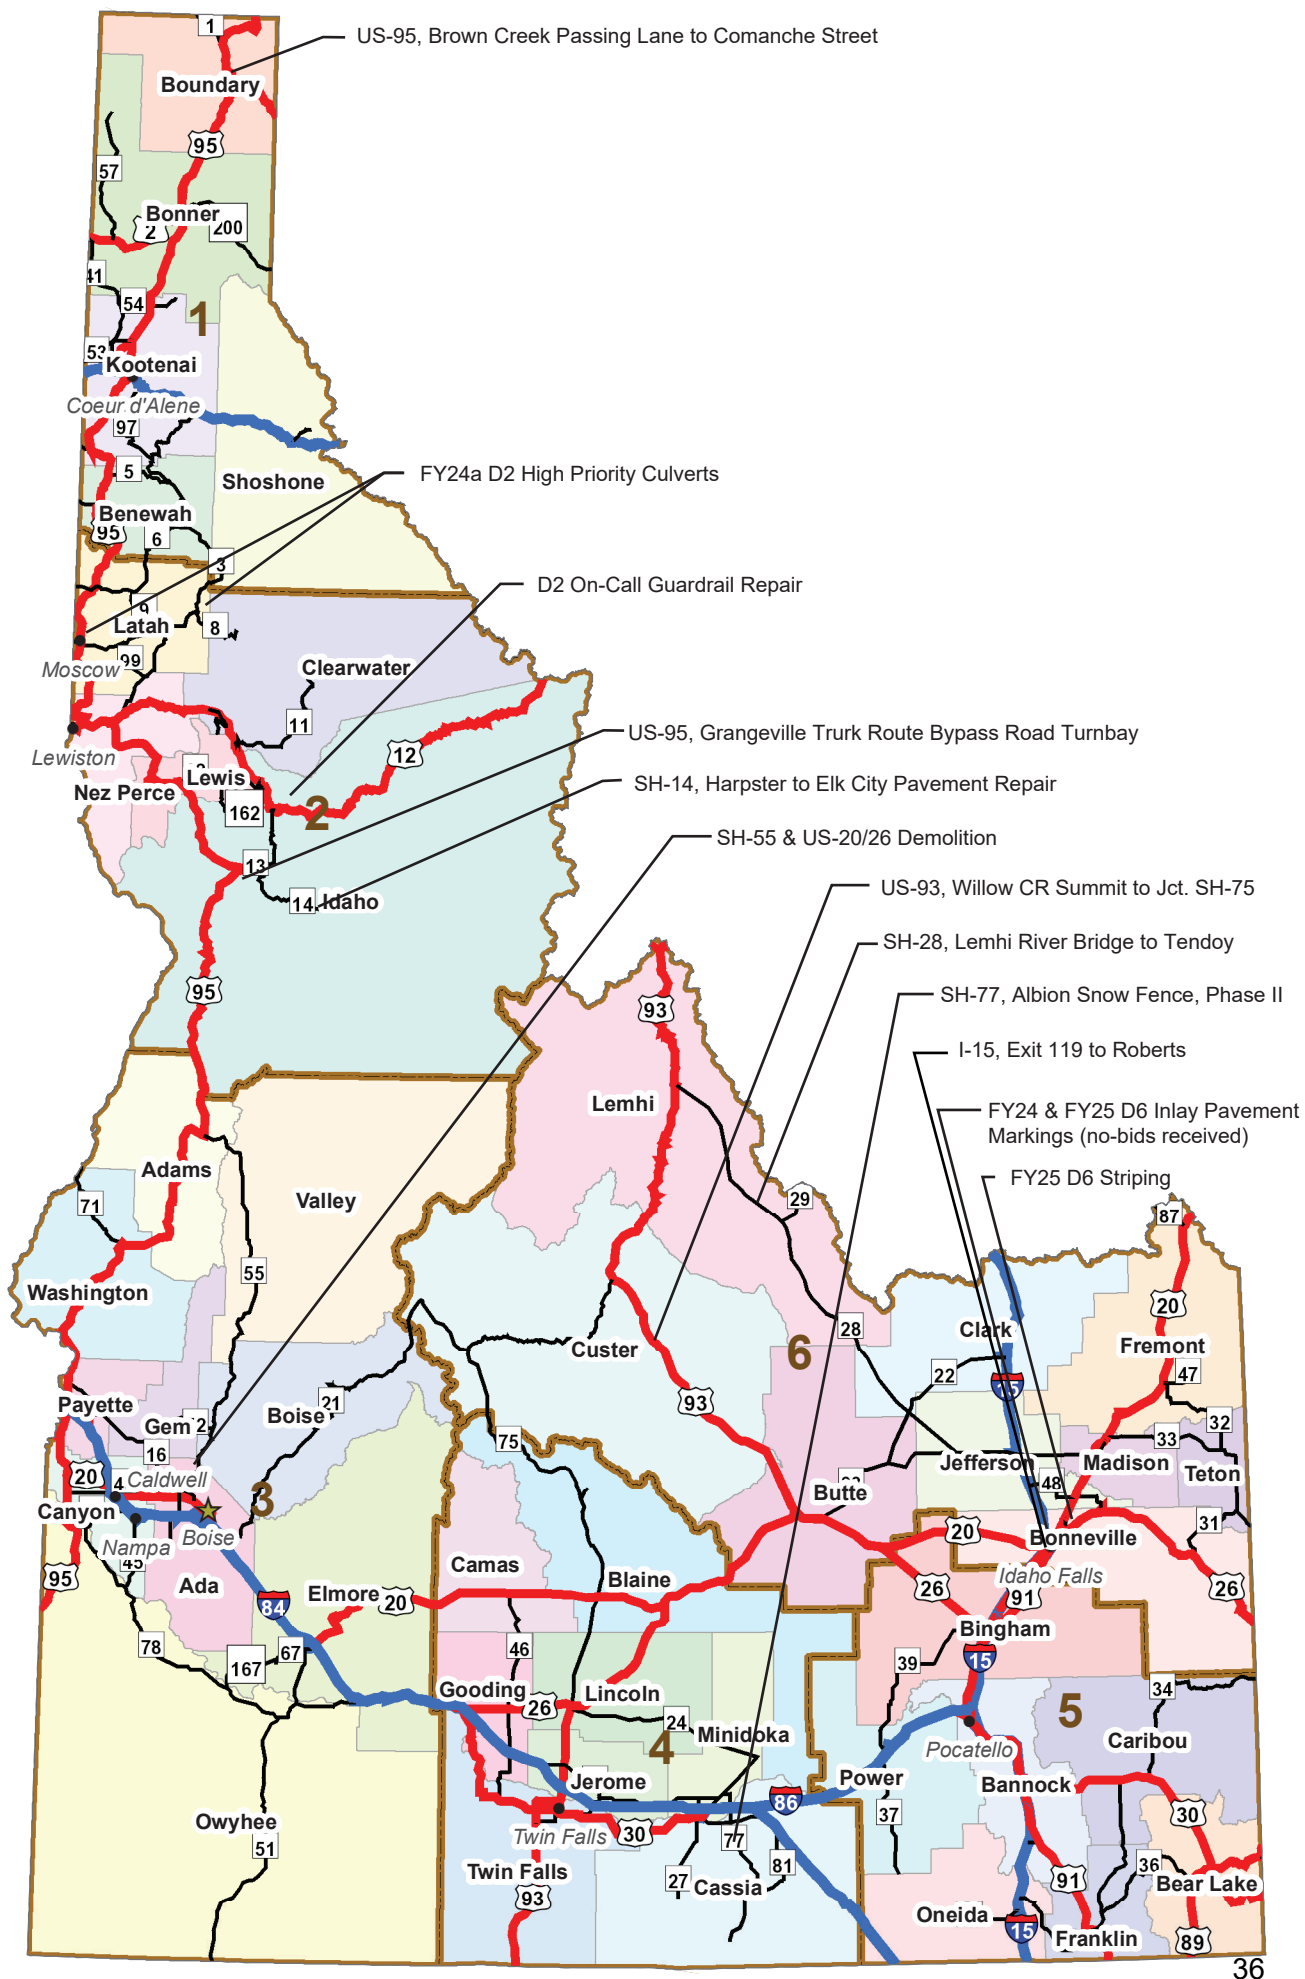 1
US-95, Brown Creek Passing Lane to Comanche Street
Boundary
95
57
Bonner
2
200
41
54
1
53
Kootenai
Coeur d'Alene
97
5
FY24a D2 High Priority Culverts
Shoshone
Benewah
95
6
3
D2 On-Call Guardrail Repair
9
Latah
8
99
Moscow
Clearwater
11
US-95, Grangeville Trurk Route Bypass Road Turnbay
12
Lewiston
Lewis
SH-14, Harpster to Elk City Pavement Repair
Nez Perce
162
2
SH-55 & US-20/26 Demolition
13
US-93, Willow CR Summit to Jct. SH-75
14
Idaho
SH-28, Lemhi River Bridge to Tendoy
95
SH-77, Albion Snow Fence, Phase II
93
I-15, Exit 119 to Roberts
Lemhi
FY24 & FY25 D6 Inlay Pavement
Markings (no-bids received)
Adams
FY25 D6 Striping
71
Valley
29
87
55
Washington
20
28
Clark
Custer
6
Fremont
22
47
15
93
Payette
21
Boise
Gem
32
75
16
33
Jefferson
Madison
Teton
20
Caldwell
48
4
Butte
3
Canyon
31
20
Nampa
Boise
Bonneville
45
Camas
95
Ada
Blaine
Idaho Falls
Elmore
20
26
26
84
91
Bingham
78
46
67
167
39
15
34
Gooding
Lincoln
26
5
24
Minidoka
4
Caribou
Pocatello
Power
Jerome
Bannock
86
30
37
Owyhee
Twin Falls
30
77
51
81
36
Twin Falls
27
91
Cassia
Bear Lake
93
Oneida
15
Franklin
89
36